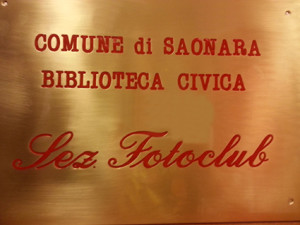 COMUNE di SAONARA
BIBLIOTECA CIVICA
Sez. Fotoclub